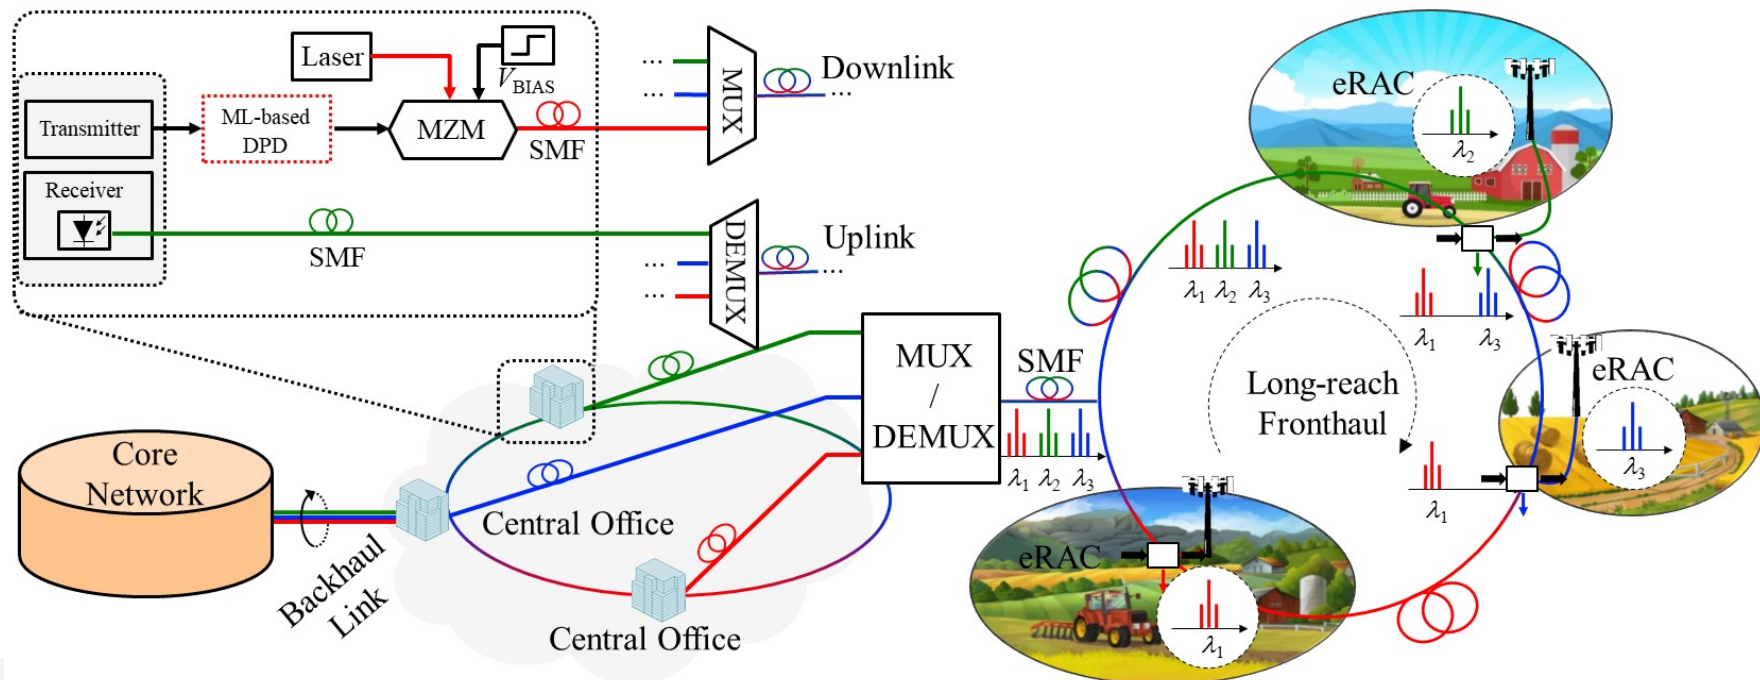 Laser
V_BIAS
Transmitter
ML-based
DPD
MZM
SMF
...
...
MUX
Downlink
...
Receiver
SMF
...
...
DEMUX
Uplink
...
Core
Network
Backhaul
Link
Central Office
Central Office
MUX
/
DEMUX
SMF
λ1 λ2 λ3
λ1 λ2 λ3
Long-reach
Fronthaul
eRAC
λ2
λ1 λ3
eRAC
λ3
λ1
eRAC
λ1